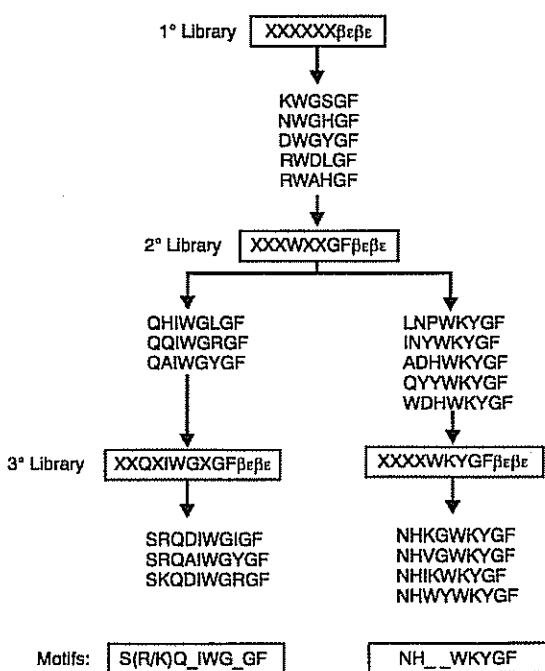 1° Library XXXXXXβεβε
KWGSGF
NWGHGF
DWGYGF
RWDLGF
RWAHGF
2° Library XXXWXXGFβεβε
QHIWGLGF
QQIWGRGF
QAIWGYGF
LNPWKYGF
INYWKYGF
ADHWKYGF
QYYWKYGF
WDHWKYGF
3° Library XXQXIWGXGFβεβε XXXXWKYGFβεβε
SRQDIWGIGF
SRQAIWGYGF
SKQDIWGRGF
NHKGWKYGF
NHVGWKYGF
NHIKWKYGF
NHWYWKYGF
Motifs: S(R/K)Q_IWG_GF NH_ _WKYGF